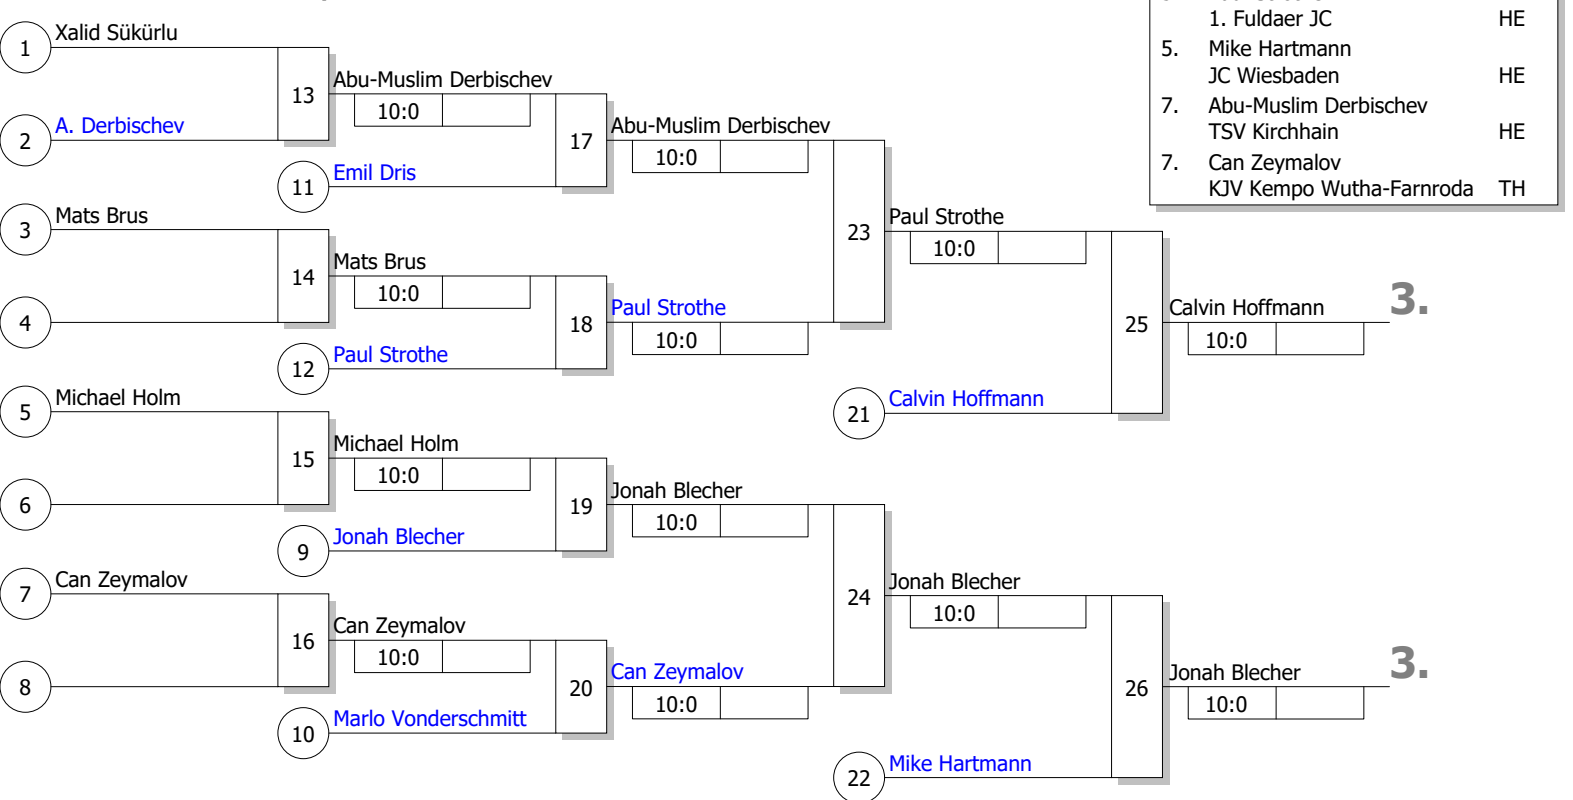 1. Fuldaer JC HE
5. Mike Hartmann
JC Wiesbaden HE
7. Abu-Muslim Derbischev
TSV Kirchhain HE
7. Can Zeymalov
KJV Kempo Wutha-Farnroda TH
1 Xalid Sükürlu
13 Abu-Muslim Derbischev
10:0
2 A. Derbischev
17 Abu-Muslim Derbischev
10:0
11 Emil Dris
3 Mats Brus
23 Paul Strothe
10:0
14 Mats Brus
10:0
4
18 Paul Strothe
10:0
12 Paul Strothe
25 Calvin Hoffmann 3.
10:0
5 Michael Holm
21 Calvin Hoffmann
15 Michael Holm
10:0
6
19 Jonah Blecher
10:0
9 Jonah Blecher
7 Can Zeymalov
24 Jonah Blecher
10:0
16 Can Zeymalov
10:0
8
20 Can Zeymalov
10:0
10 Marlo Vonderschmitt
26 Jonah Blecher 3.
10:0
22 Mike Hartmann